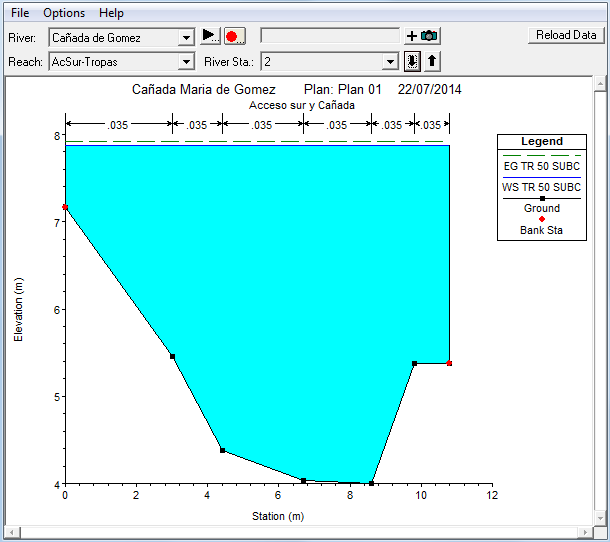 File Options Help
River: Cañada de Gomez Reload Data
Reach: AcSur-Tropas River Sta.: 2
Cañada Maria de Gomez Plan: Plan 01 22/07/2014
Acceso sur y Cañada
.035 .035 .035 .035 .035 .035
Legend
EG TR 50 SUBC
WS TR 50 SUBC
Ground
Bank Sta
8
7
6
5
4
Elevation (m)
0 2 4 6 8 10 12
Station (m)